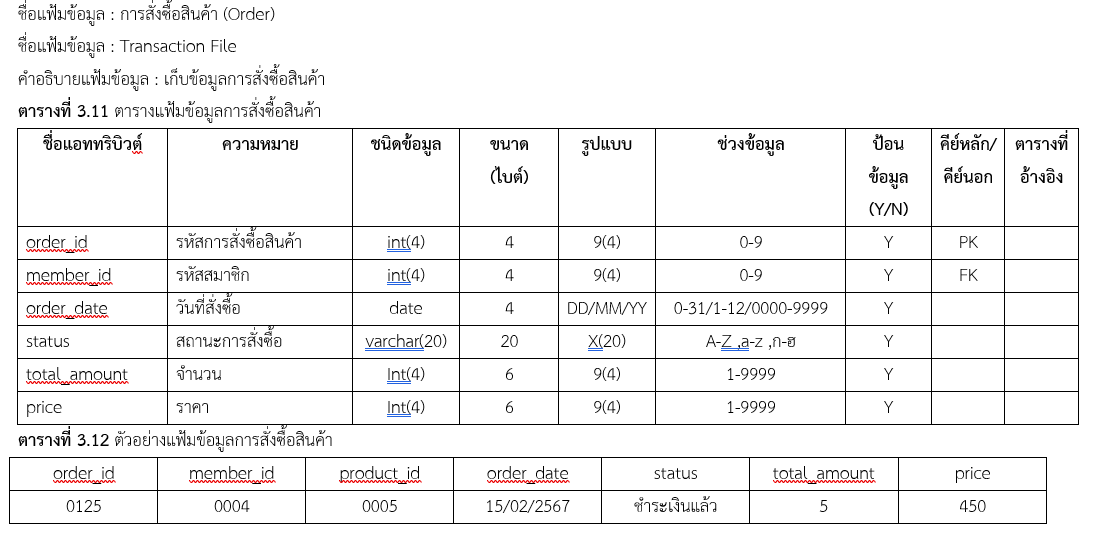 ชื่อแฟ้มข้อมูล : การสั่งซื้อสินค้า (Order)
ชื่อแฟ้มข้อมูล : Transaction File
คำอธิบายแฟ้มข้อมูล : เก็บข้อมูลการสั่งซื้อสินค้า
ตารางที่ 3.11 ตารางแฟ้มข้อมูลการสั่งซื้อสินค้า
ชื่อแอททริบิวต์ ความหมาย ชนิดข้อมูล ขนาด รูปแบบ ช่วงข้อมูล ป้อน คีย์หลัก/ ตารางที่
(ไบต์) ข้อมูล คีย์นอก อ้างอิง
(Y/N)
order_id รหัสการสั่งซื้อสินค้า int(4) 4 9(4) 0-9 Y PK
member_id รหัสสมาชิก int(4) 4 9(4) 0-9 Y FK
order_date วันที่สั่งซื้อ date 4 DD/MM/YY 0-31/1-12/0000-9999 Y
status สถานะการสั่งซื้อ varchar(20) 20 X(20) A-Z ,a-z ,ก-ฮ Y
total_amount จำนวน Int(4) 6 9(4) 1-9999 Y
price ราคา Int(4) 6 9(4) 1-9999 Y
ตารางที่ 3.12 ตัวอย่างแฟ้มข้อมูลการสั่งซื้อสินค้า
order_id member_id product_id order_date status total_amount price
0125 0004 0005 15/02/2567 ชำระเงินแล้ว 5 450